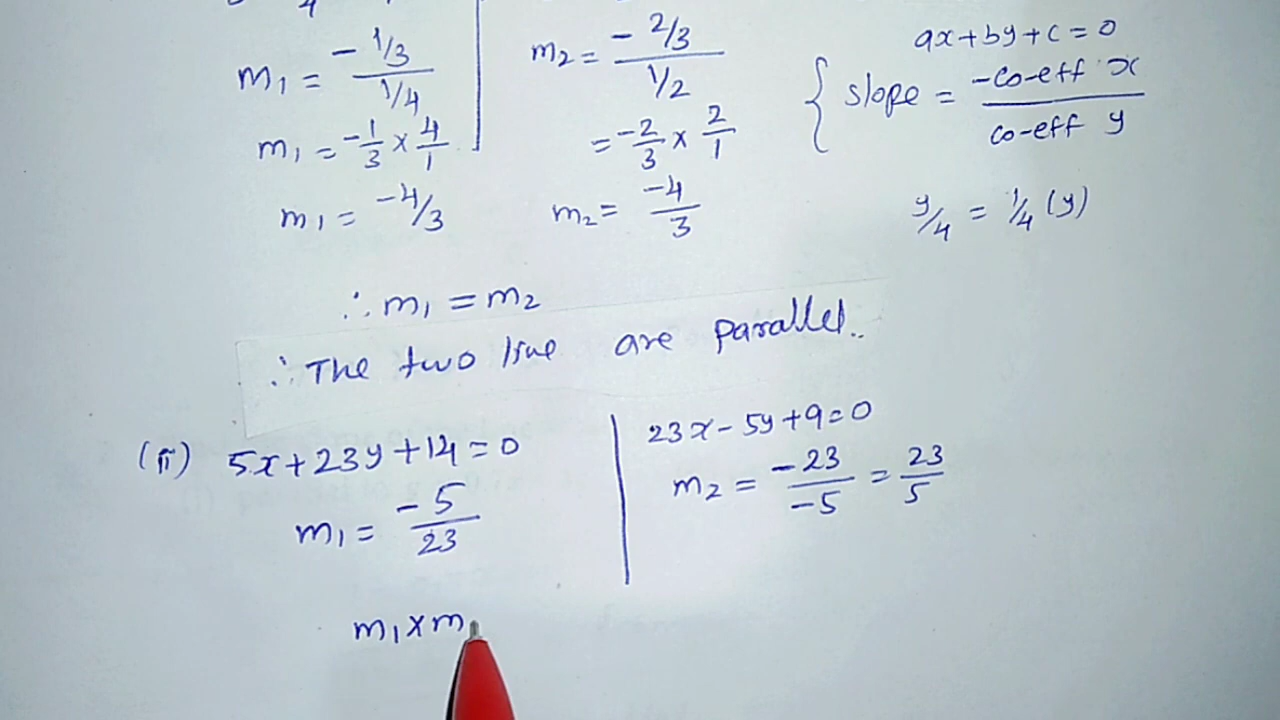 m₁ = -1/3 / 1/4
m₁ = -1/3 × 4/1
m₁ = -4/3
m₂ = -2/3 / 1/2
= -2/3 × 2/1
m₂ = -4/3
ax+by+c=0
slope = -co-eff x / co-eff y
y/4 = 1/4 (y)
∴ m₁ = m₂
∴ The two line are parallel..
(ii) 5x+23y+14=0
m₁ = -5/23
23x-5y+9=0
m₂ = -23/-5 = 23/5
m₁×m